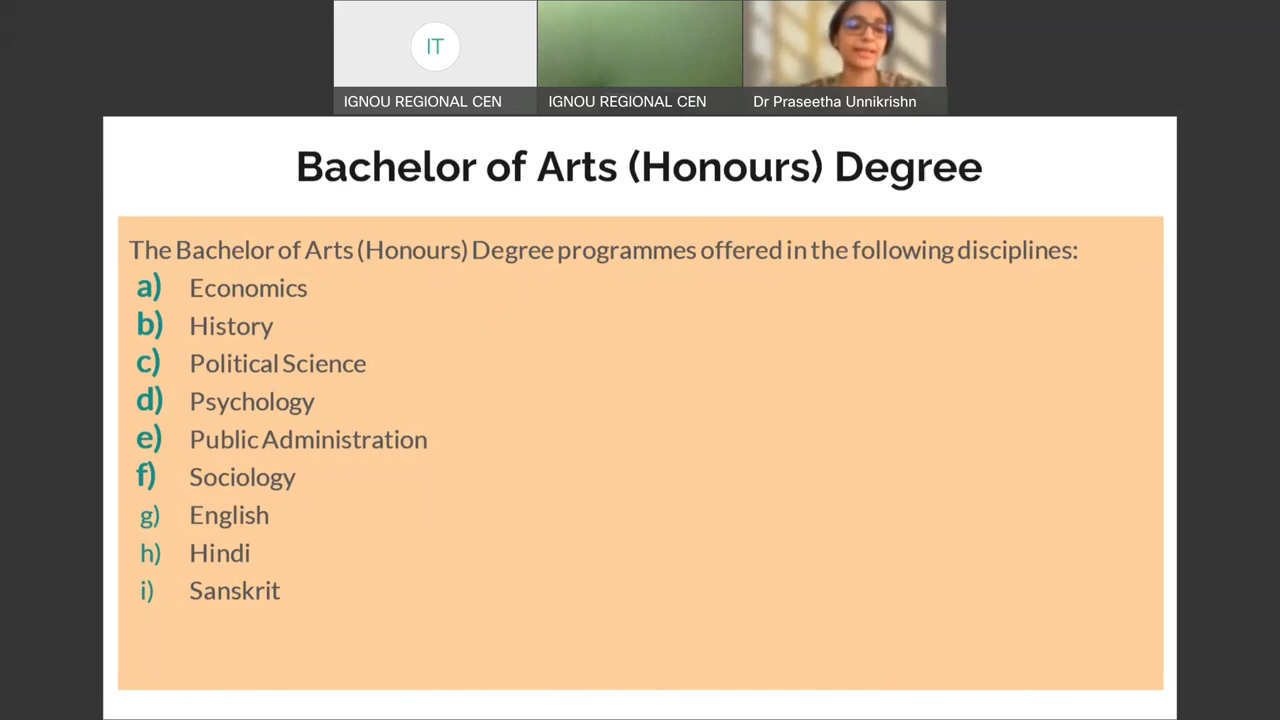 IT
IGNOU REGIONAL CEN
IGNOU REGIONAL CEN
Dr Praseetha Unnikrishn
Bachelor of Arts (Honours) Degree
The Bachelor of Arts (Honours) Degree programmes offered in the following disciplines:
a) Economics
b) History
c) Political Science
d) Psychology
e) Public Administration
f) Sociology
g) English
h) Hindi
i) Sanskrit